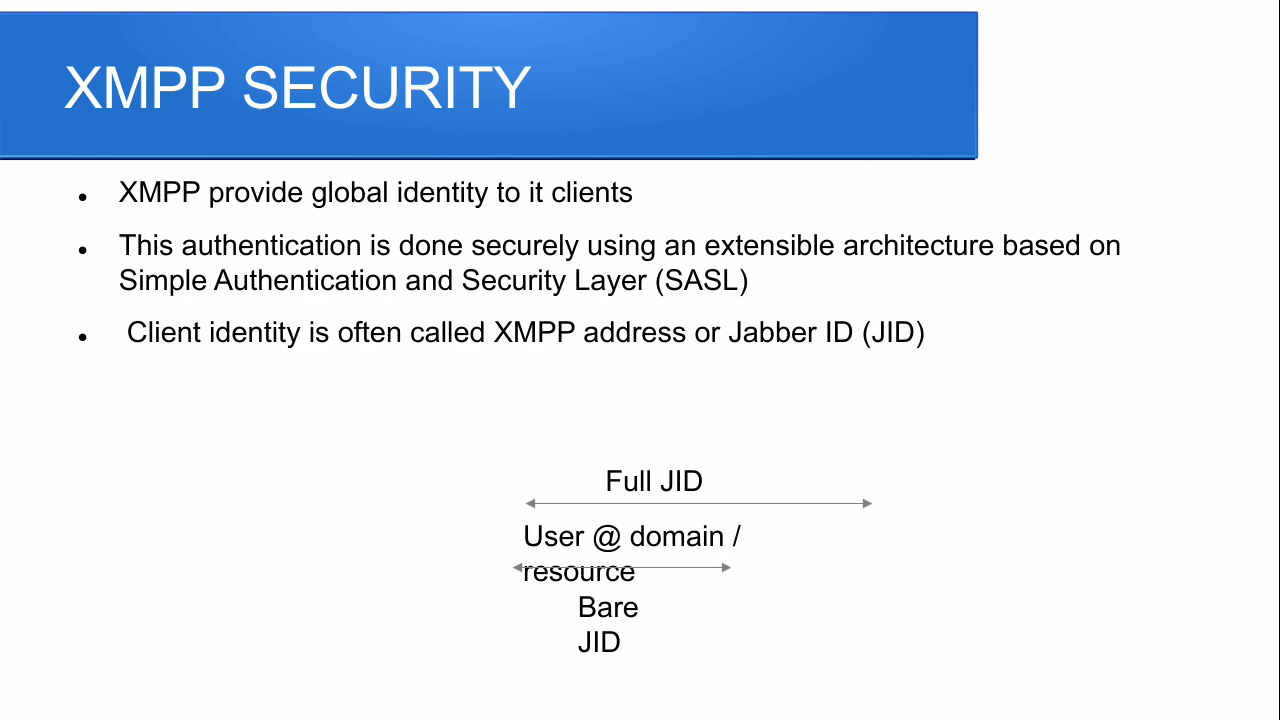 XMPP SECURITY
XMPP provide global identity to it clients
This authentication is done securely using an extensible architecture based on
Simple Authentication and Security Layer (SASL)
Client identity is often called XMPP address or Jabber ID (JID)
Full JID
User @ domain /
resource
Bare
JID